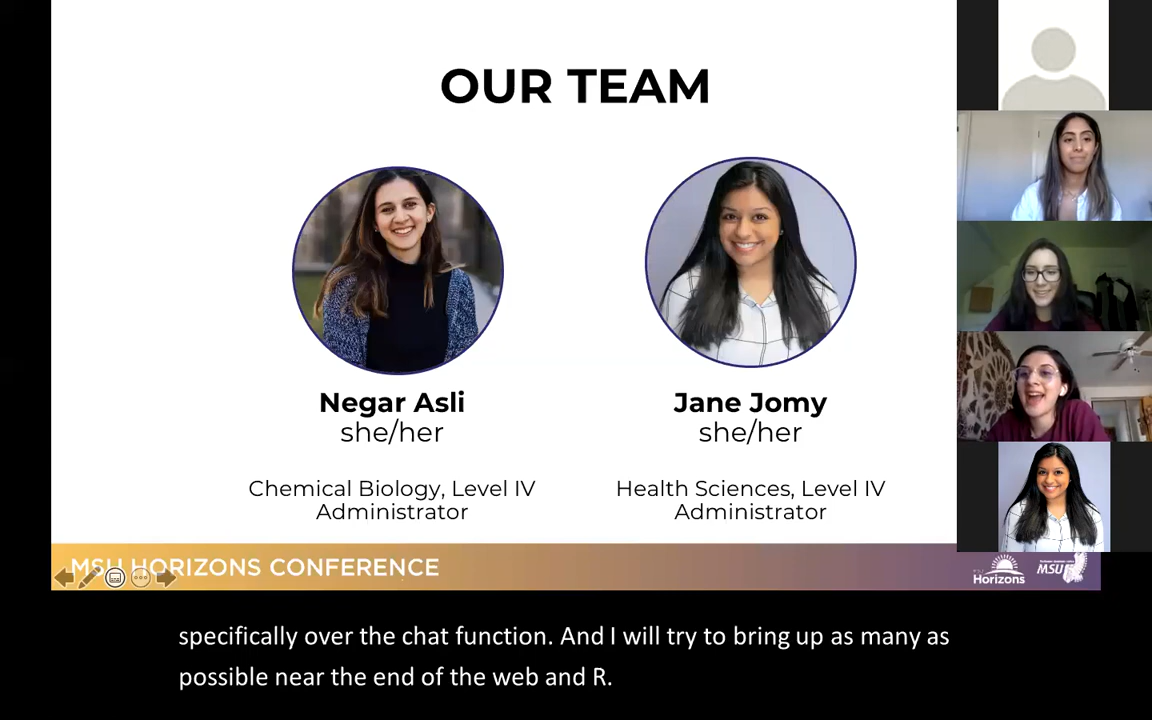 OUR TEAM
Negar Asli
she/her
Chemical Biology, Level IV
Administrator
Jane Jomy
she/her
Health Sciences, Level IV
Administrator
MSU HORIZONS CONFERENCE
Horizons
MSU
specifically over the chat function. And I will try to bring up as many as
possible near the end of the web and R.